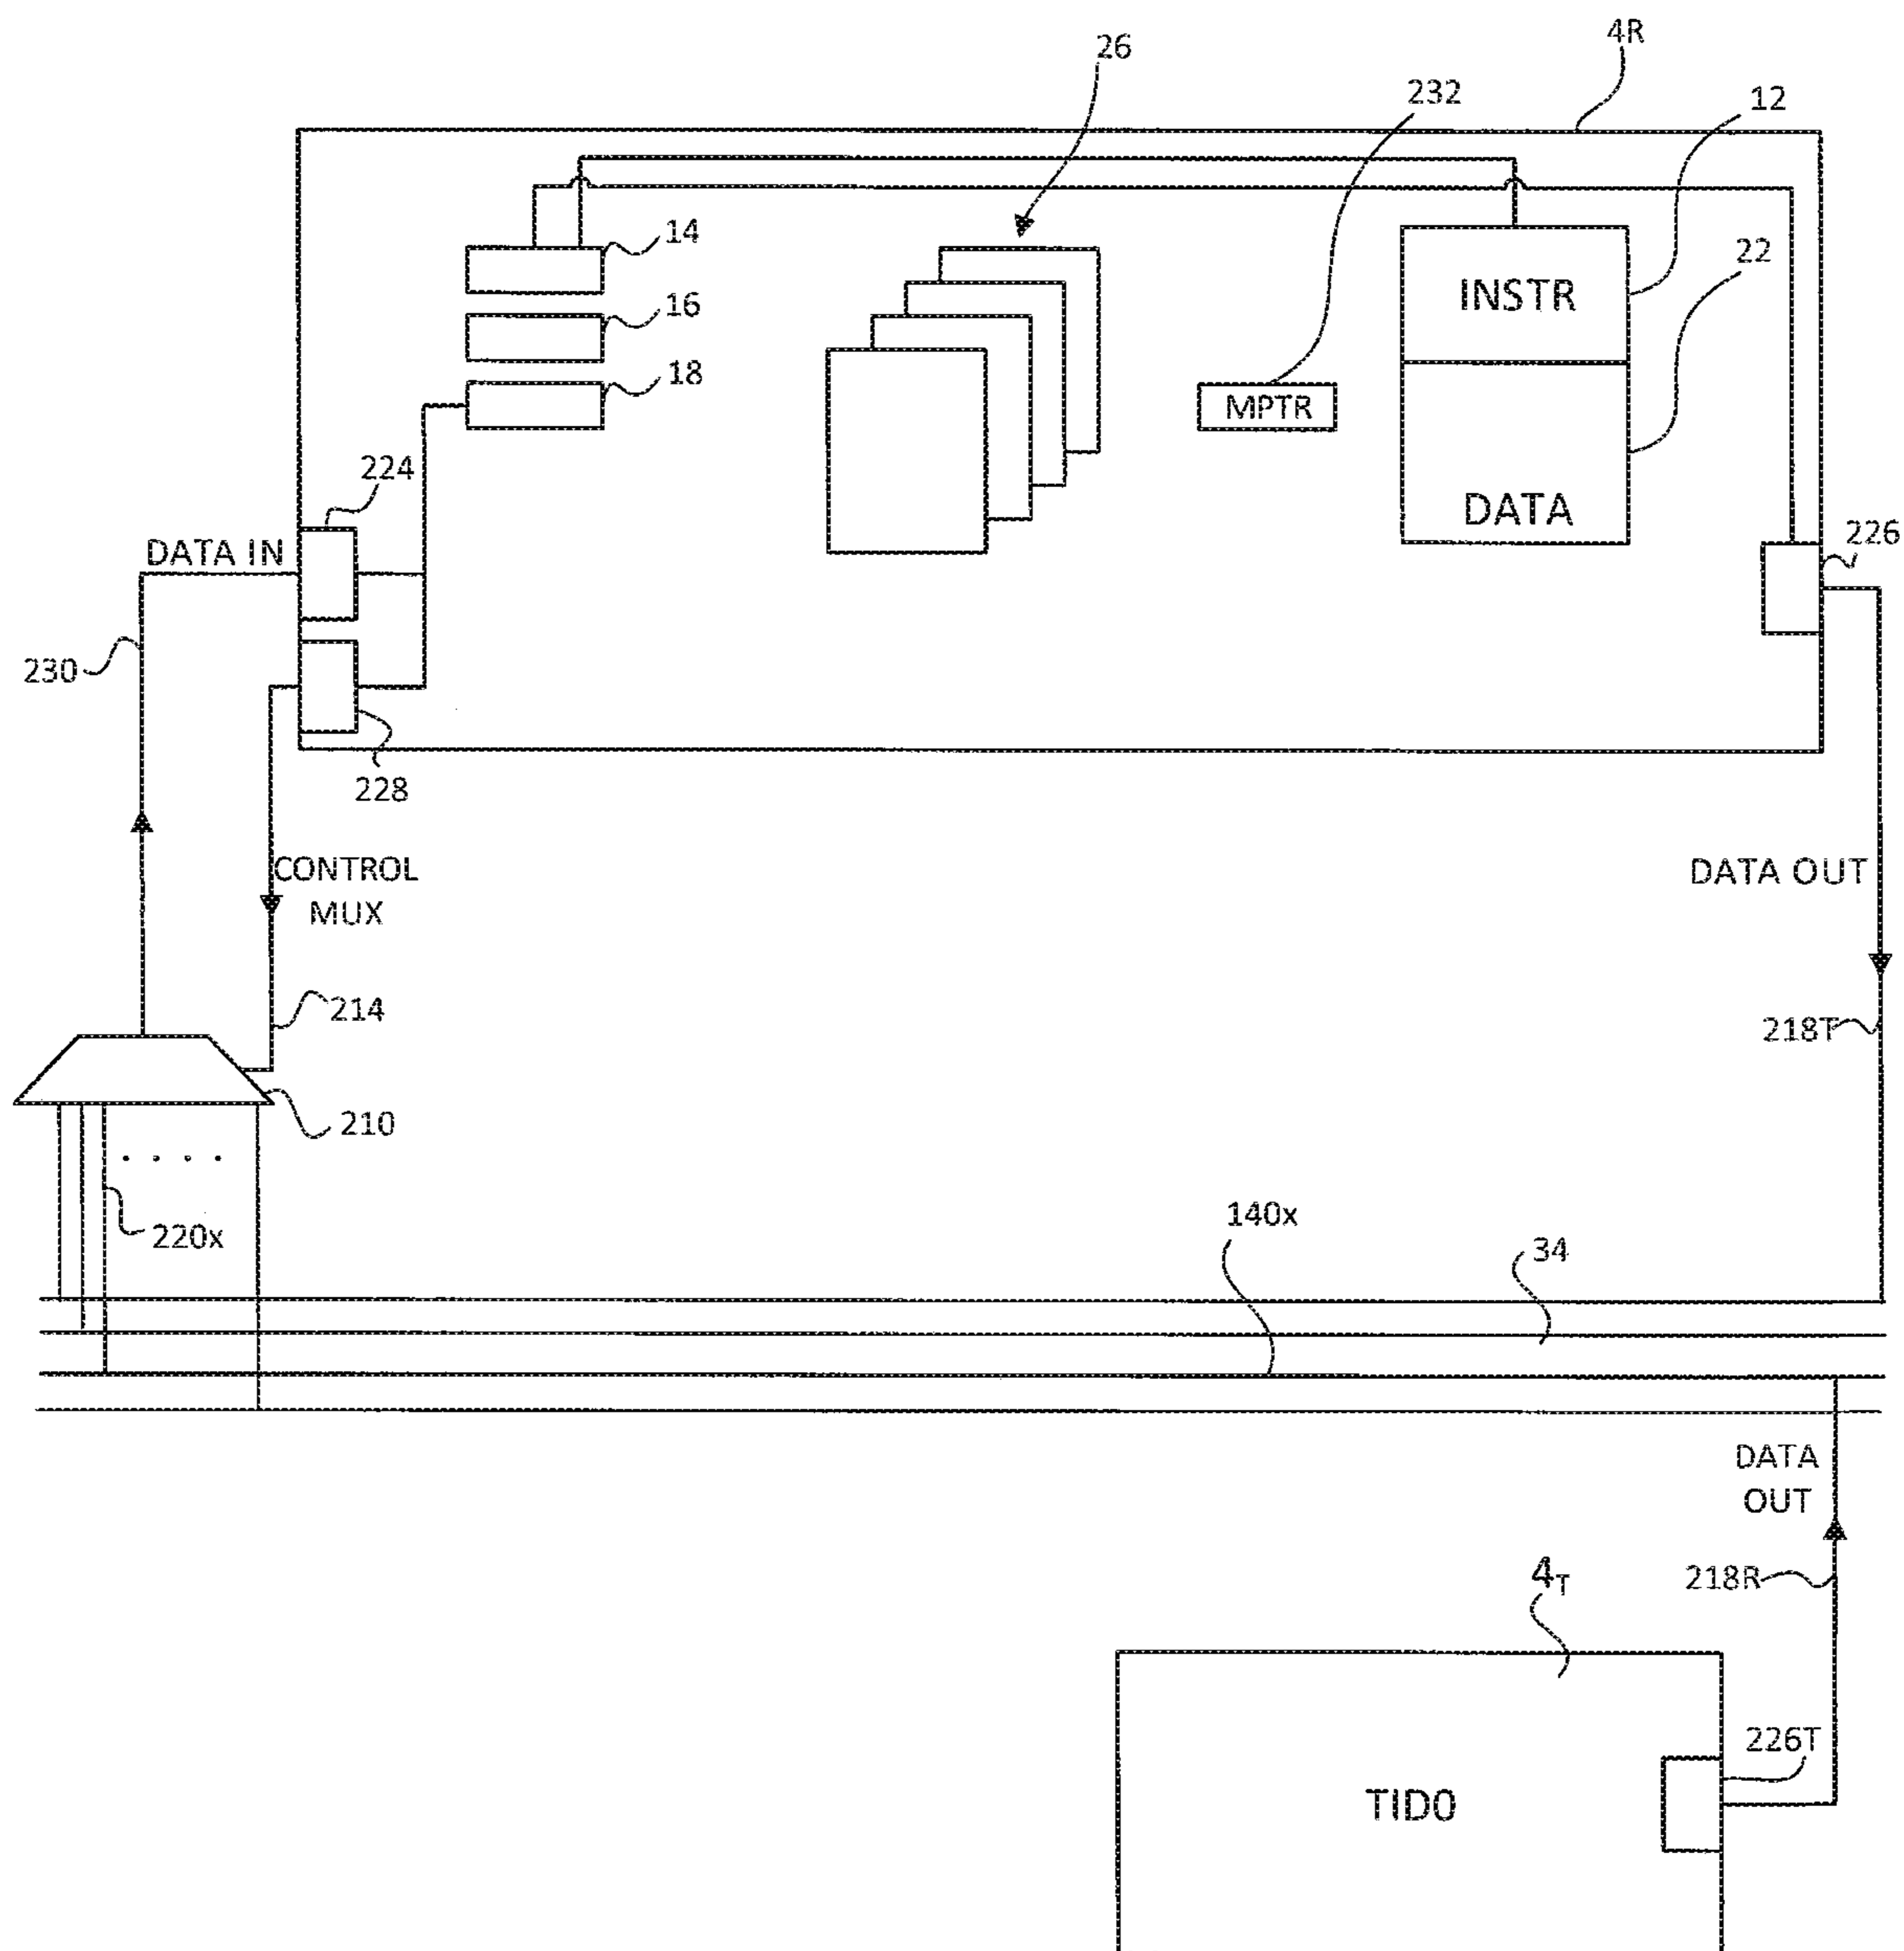 4R
26
232
12
14
22
INSTR
16
18
MPTR
224
DATA
226
DATA IN
230
228
CONTROL
MUX
DATA OUT
214
218T
210
220x
140x
34
DATA
OUT
4T
218R
226T
TID0